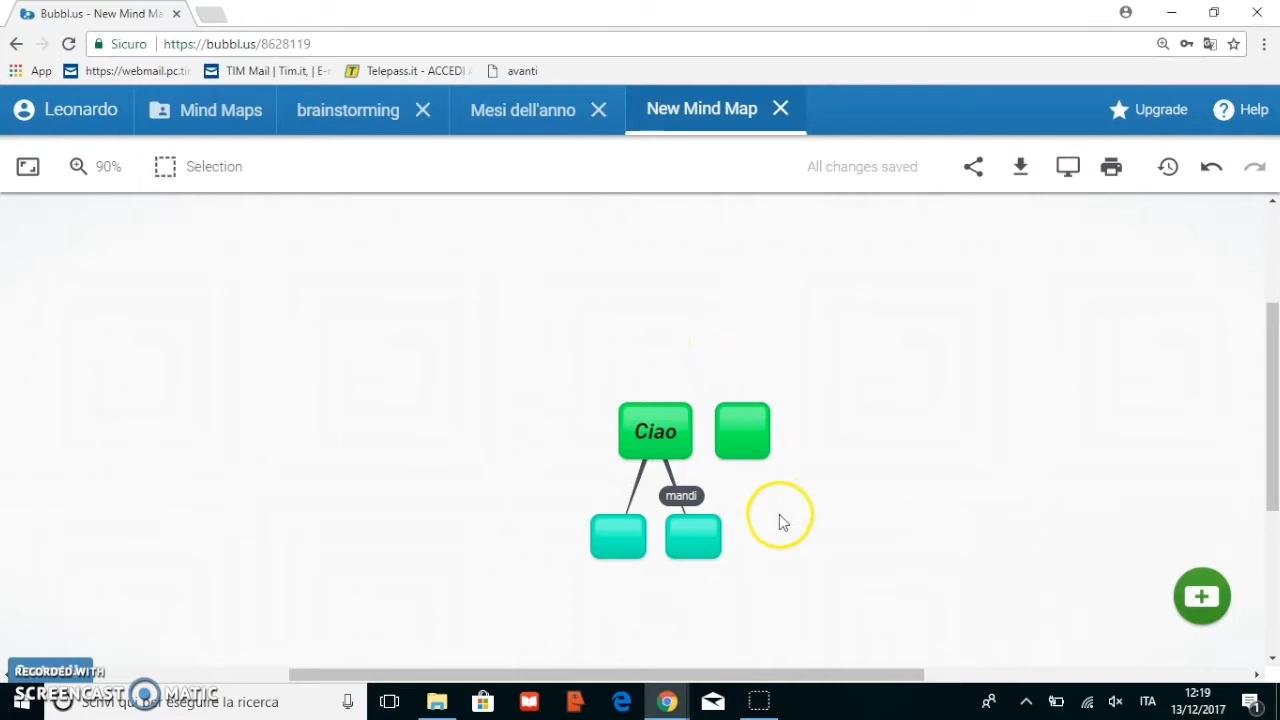 Bubbl.us - New Mind Ma
Sicuro
https://bubbl.us/8628119
App
https://webmail.pc.tir
TIM Mail | Tim.it, | E-r
Telepass.it - ACCEDI
avanti
Leonardo
Mind Maps
brainstorming
Mesi dell'anno
New Mind Map
Upgrade
Help
90%
Selection
All changes saved
Ciao
mandi
RECORDED WITH
SCREENCAST MATIC
Scrivi qui per eseguire la ricerca
ITA
12:19
13/12/2017
1